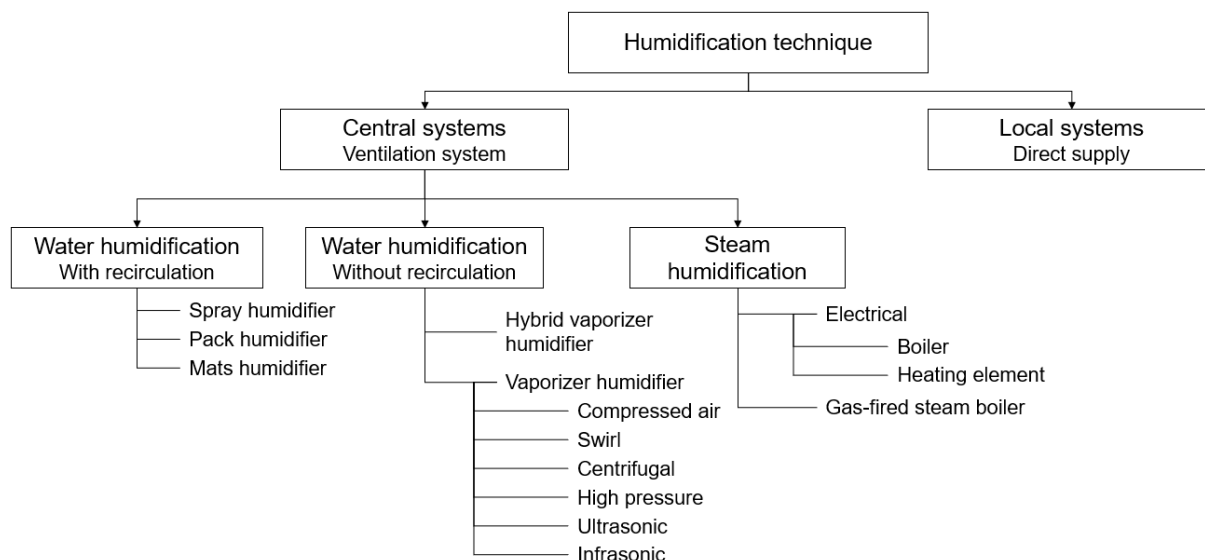 Humidification technique
Central systems
Ventilation system
Local systems
Direct supply
Water humidification
With recirculation
Water humidification
Without recirculation
Steam
humidification
Spray humidifier
Pack humidifier
Mats humidifier
Hybrid vaporizer
humidifier
Vaporizer humidifier
Compressed air
Swirl
Centrifugal
High pressure
Ultrasonic
Infrasonic
Electrical
Boiler
Heating element
Gas-fired steam boiler